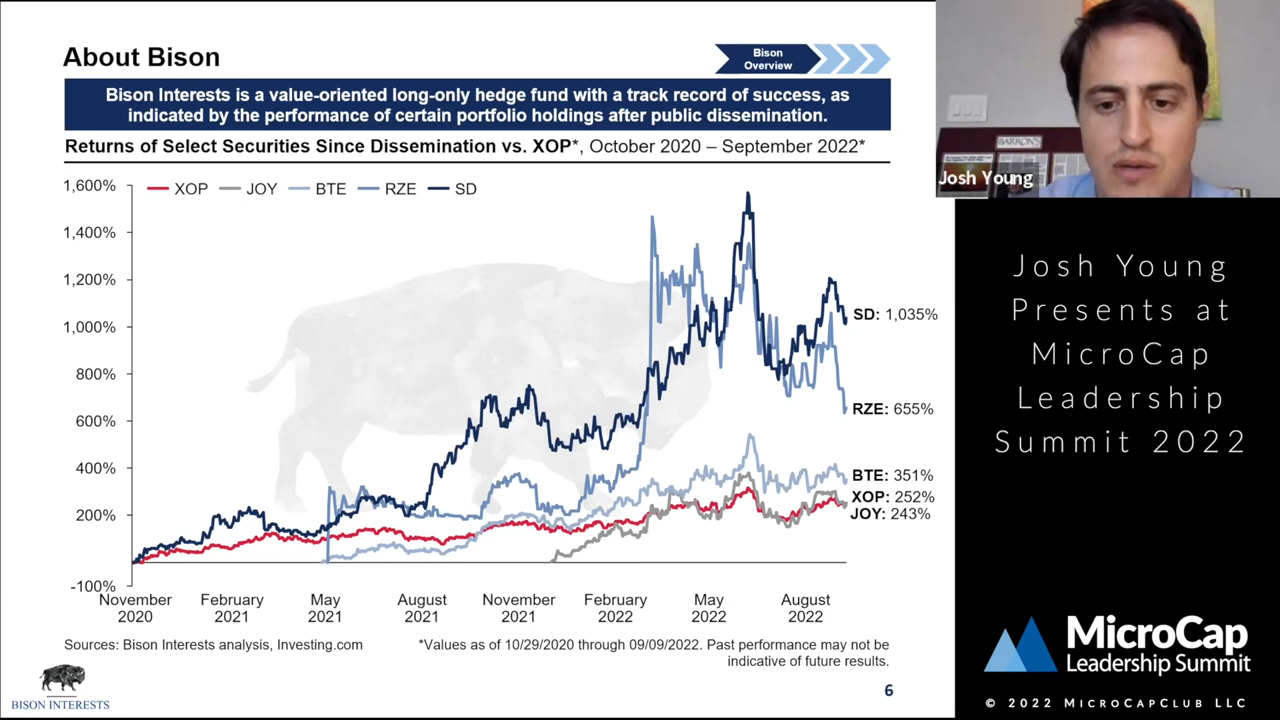 About Bison
Bison
Overview
Bison Interests is a value-oriented long-only hedge fund with a track record of success, as
indicated by the performance of certain portfolio holdings after public dissemination.
Returns of Select Securities Since Dissemination vs. XOP*, October 2020 – September 2022*
1,600%
XOP JOY BTE RZE SD
1,400%
1,200%
1,000%
800%
600%
400%
200%
-100%
SD: 1,035%
RZE: 655%
BTE: 351%
XOP: 252%
JOY: 243%
November February May August November February May August
2020 2021 2021 2021 2021 2022 2022 2022
Sources: Bison Interests analysis, Investing.com
*Values as of 10/29/2020 through 09/09/2022. Past performance may not be
indicative of future results.
BISON INTERESTS
6
BARRON'S
Josh Young
Josh Young
Presents at
MicroCap
Leadership
Summit 2022
MicroCap
Leadership Summit
© 2022 MICROCAPCLUB LLC